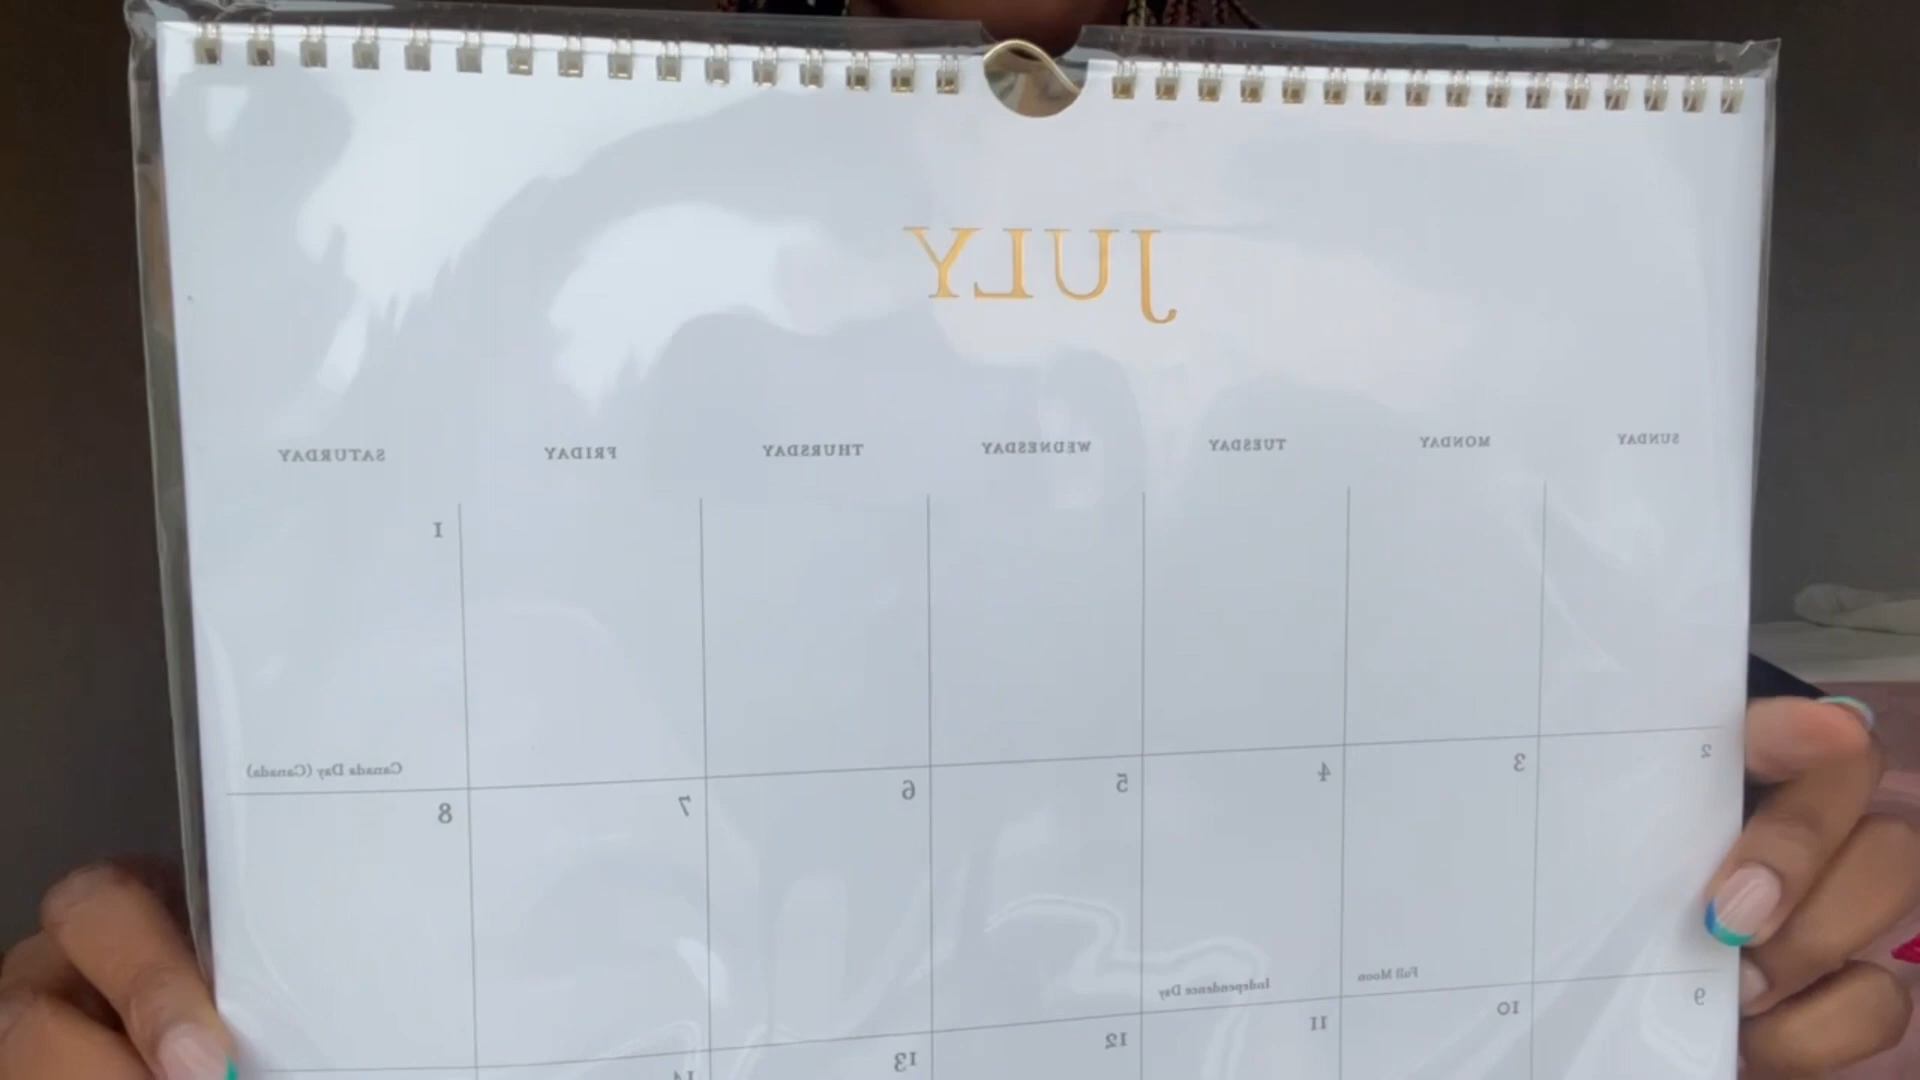 JULY
SUNDAY MONDAY TUESDAY WEDNESDAY THURSDAY FRIDAY SATURDAY
1
Canada Day (Canada)
2 3 4 5 6 7 8
Full Moon Independence Day
9 10 11 12 13 14